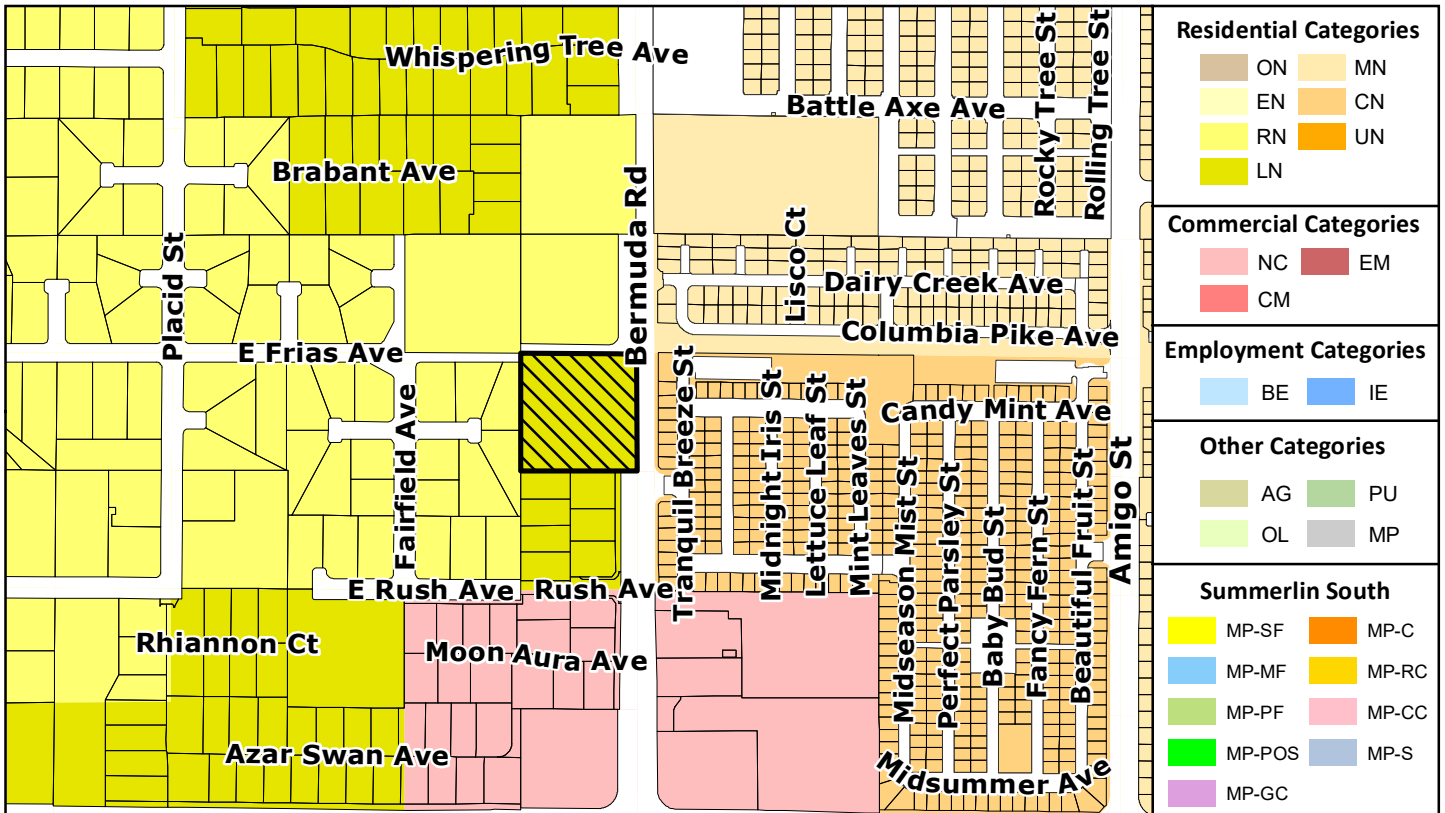 Whispering Tree Ave
Battle Axe Ave
Rocky Tree St
Rolling Tree St
Brabant Ave
Bermuda Rd
Placid St
Lisco Ct
Dairy Creek Ave
Columbia Pike Ave
E Frias Ave
Fairfield Ave
Tranquil Breeze St
Midnight Iris St
Lettuce Leaf St
Mint Leaves St
Candy Mint Ave
Midseason Mist St
Perfect Parsley St
Baby Bud St
Fancy Fern St
Beautiful Fruit St
Amigo St
E Rush Ave
Rush Ave
Rhiannon Ct
Moon Aura Ave
Azar Swan Ave
Midsummer Ave
Residential Categories
ON MN
EN CN
RN UN
LN
Commercial Categories
NC EM
CM
Employment Categories
BE IE
Other Categories
AG PU
OL MP
Summerlin South
MP-SF MP-C
MP-MF MP-RC
MP-PF MP-CC
MP-POS MP-S
MP-GC